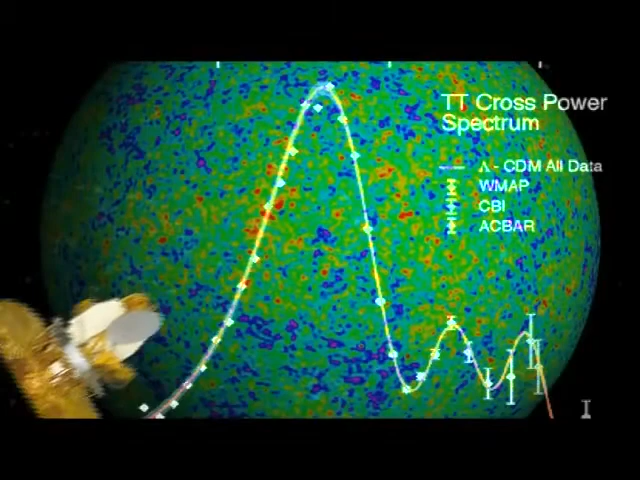 TT Cross Power
Spectrum
Λ - CDM All Data
WMAP
CBI
ACBAR